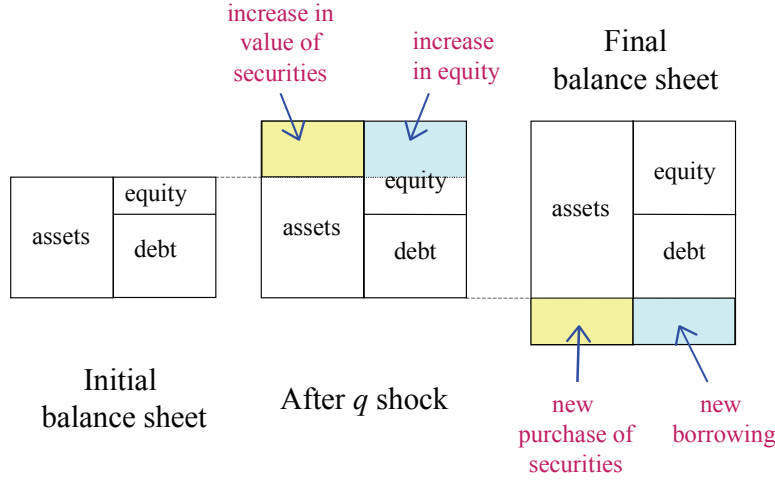 increase in
value of
securities
increase
in equity
Final
balance sheet
equity
assets
debt
equity
assets
debt
equity
assets
debt
Initial
balance sheet
After q shock
new
purchase of
securities
new
borrowing